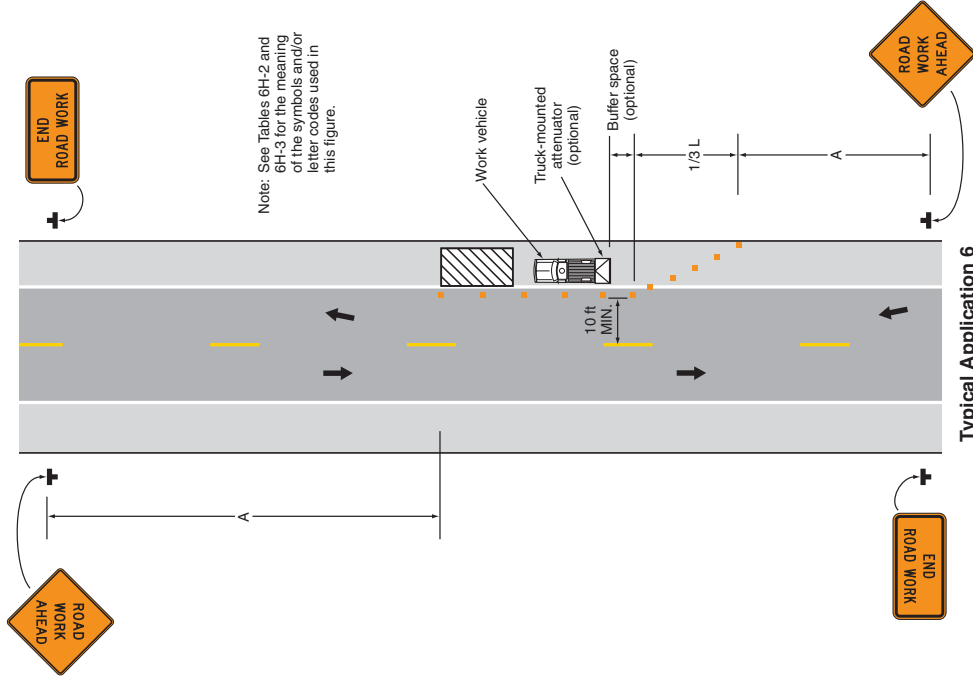 END
ROAD WORK
Note: See Tables 6H-2 and
6H-3 for the meaning
of the symbols and/or
letter codes used in
this figure.
ROAD
WORK
AHEAD
A
Work vehicle
Truck-mounted
attenuator
(optional)
Buffer space
(optional)
10 ft
MIN.
1/3 L
A
ROAD
WORK
AHEAD
END
ROAD WORK
Typical Application 6